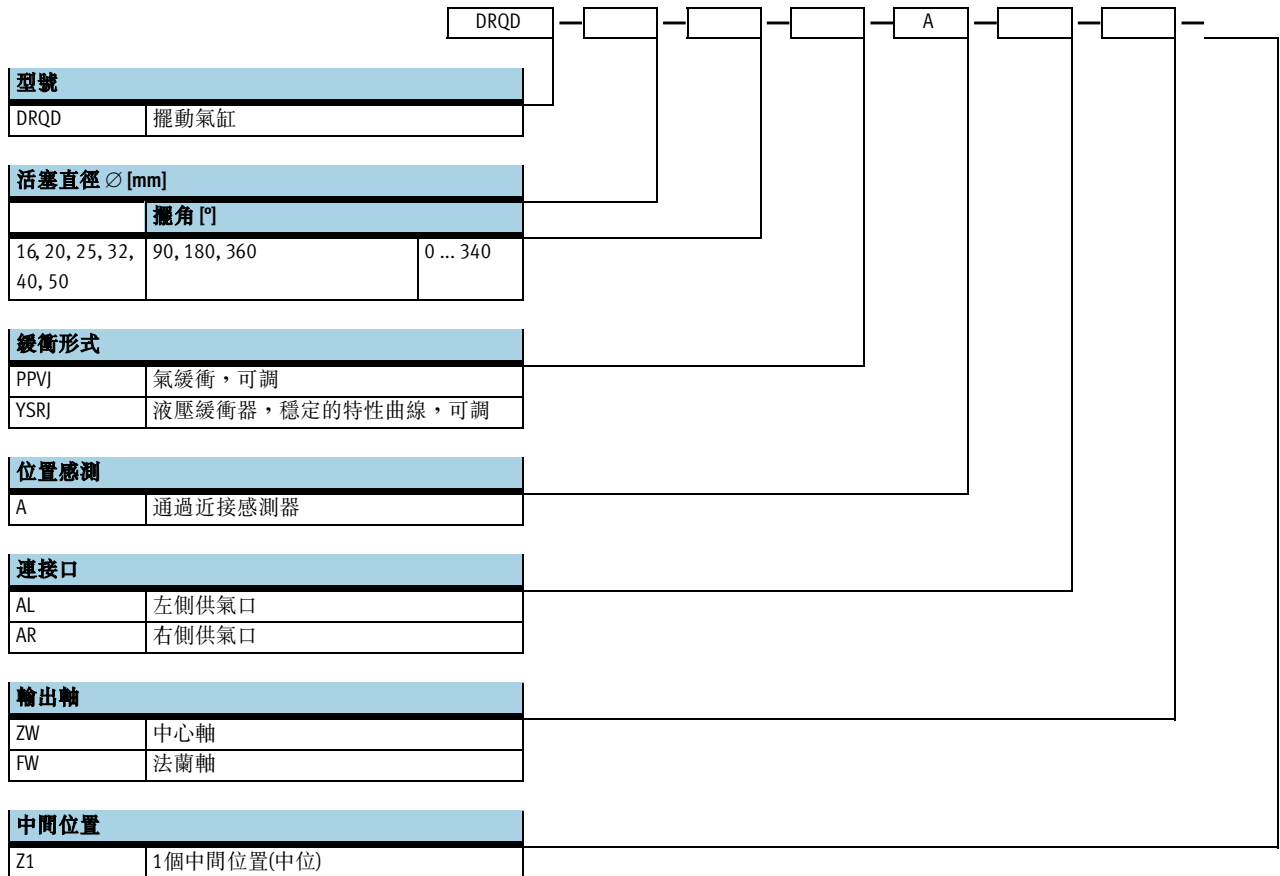 DRQD — — — — A — — —
型號
DRQD 擺動氣缸
活塞直徑 ∅ [mm]
擺角 [°]
16, 20, 25, 32, 90, 180, 360 0 ... 340
40, 50
緩衝形式
PPVJ 氣緩衝，可調
YSRJ 液壓緩衝器，穩定的特性曲線，可調
位置感測
A 通過近接感測器
連接口
AL 左側供氣口
AR 右側供氣口
輸出軸
ZW 中心軸
FW 法蘭軸
中間位置
Z1 1個中間位置(中位)